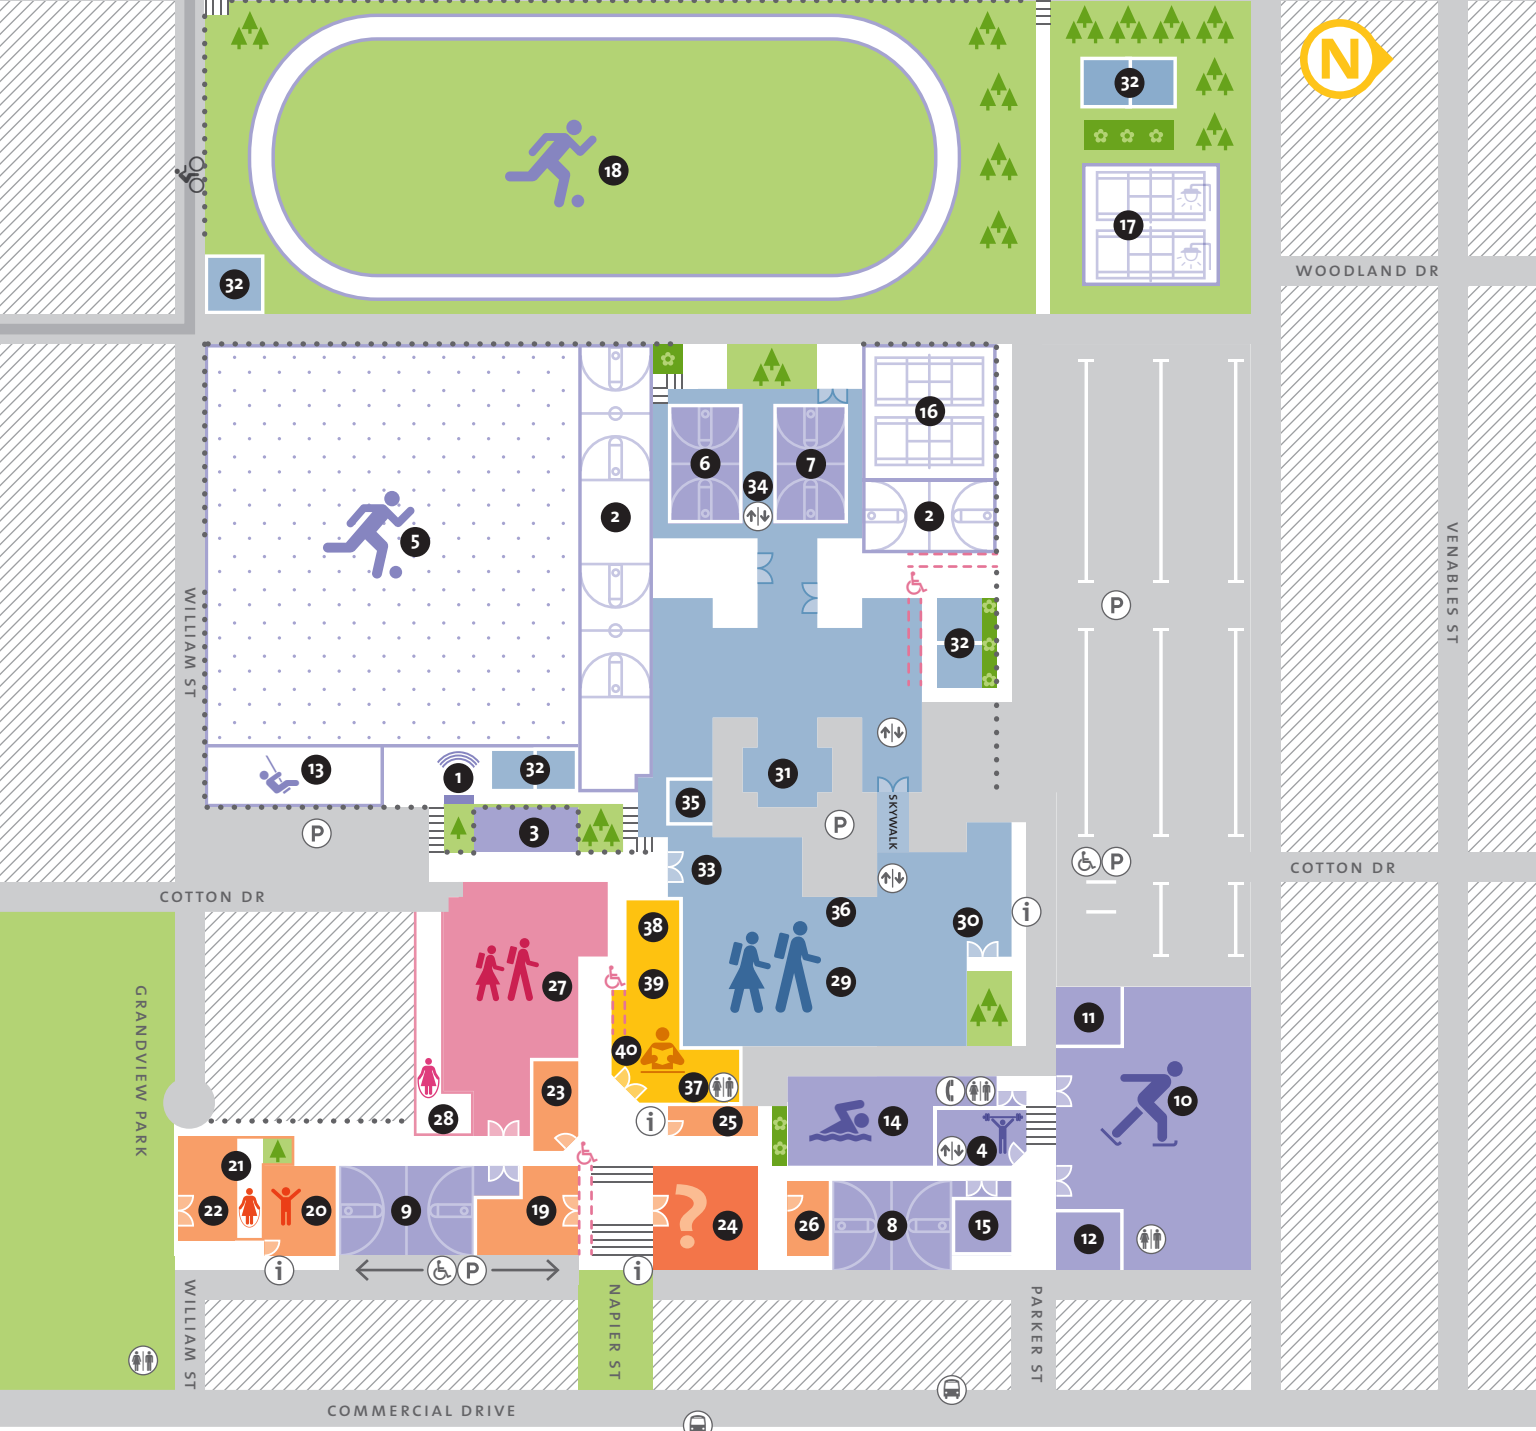 N
32
18
17
32
WOODLAND DR
16
6
7
34
2
2
5
VENABLES ST
P
WILLIAM ST
32
13
1
32
31
35
SKYWALK
P
3
P
33
P
COTTON DR
COTTON DR
36
i
30
38
27
39
29
GRANDVIEW PARK
11
40
37
23
10
28
i
25
14
4
21
22
20
9
19
24
26
8
15
12
i
P
i
WILLIAM ST
NAPIER ST
PARKER ST
COMMERCIAL DRIVE
?